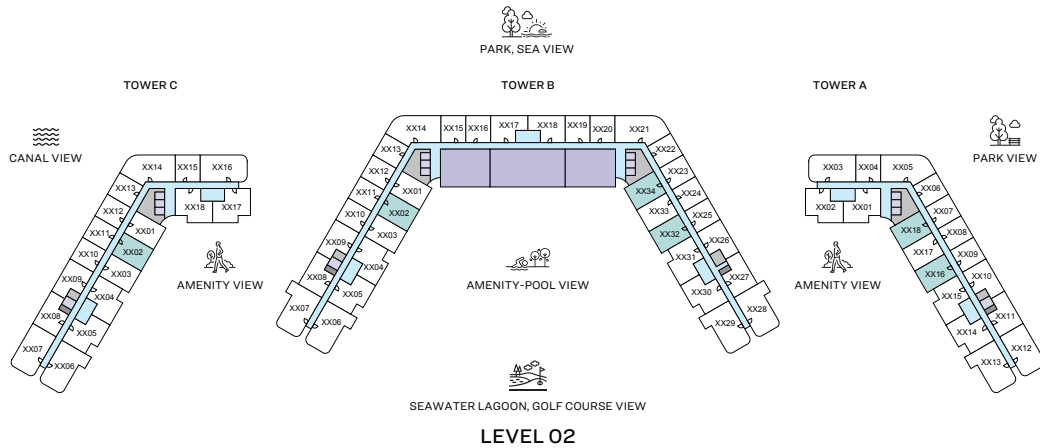 PARK, SEA VIEW
TOWER C
TOWER B
TOWER A
CANAL VIEW
PARK VIEW
XX14
XX15
XX16
XX13
XX12
XX11
XX10
XX09
XX08
XX07
XX06
XX05
XX04
XX03
XX02
XX01
XX18
XX17
XX14
XX15
XX16
XX17
XX18
XX19
XX20
XX21
XX13
XX12
XX11
XX10
XX09
XX08
XX07
XX06
XX05
XX04
XX03
XX02
XX01
XX22
XX23
XX24
XX25
XX26
XX27
XX28
XX29
XX30
XX31
XX32
XX33
XX34
XX03
XX04
XX05
XX02
XX01
XX06
XX07
XX08
XX09
XX10
XX11
XX12
XX13
XX14
XX15
XX16
XX17
XX18
AMENITY VIEW
AMENITY-POOL VIEW
AMENITY VIEW
SEAWATER LAGOON, GOLF COURSE VIEW
LEVEL 02